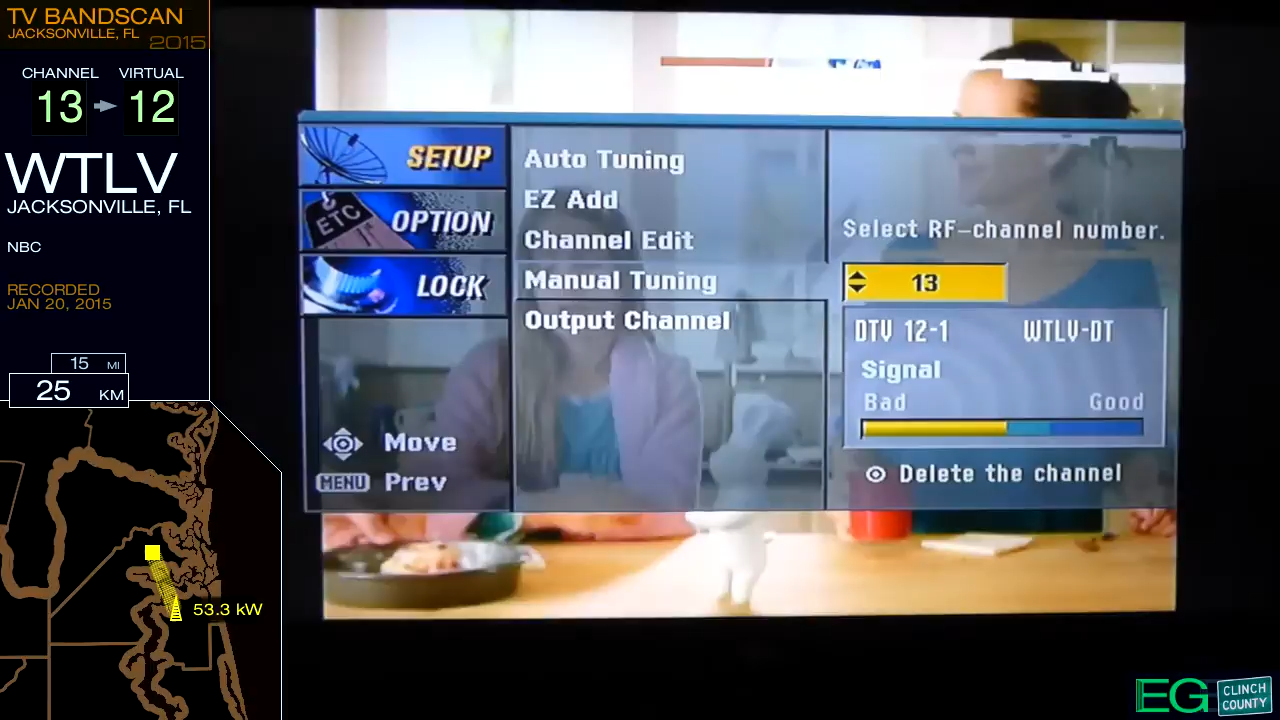 TV BANDSCAN
JACKSONVILLE, FL
2015
CHANNEL VIRTUAL
13 12
WTLV
JACKSONVILLE, FL
NBC
RECORDED
JAN 20, 2015
15 MI
25 KM
53.3 kW
SETUP
ETC
OPTION
LOCK
Move
MENU Prev
Auto Tuning
EZ Add
Channel Edit
Manual Tuning
Output Channel
Select RF-channel number.
13
DTV 12-1 WTLV-DT
Signal
Bad Good
Delete the channel
EG
CLINCH
COUNTY